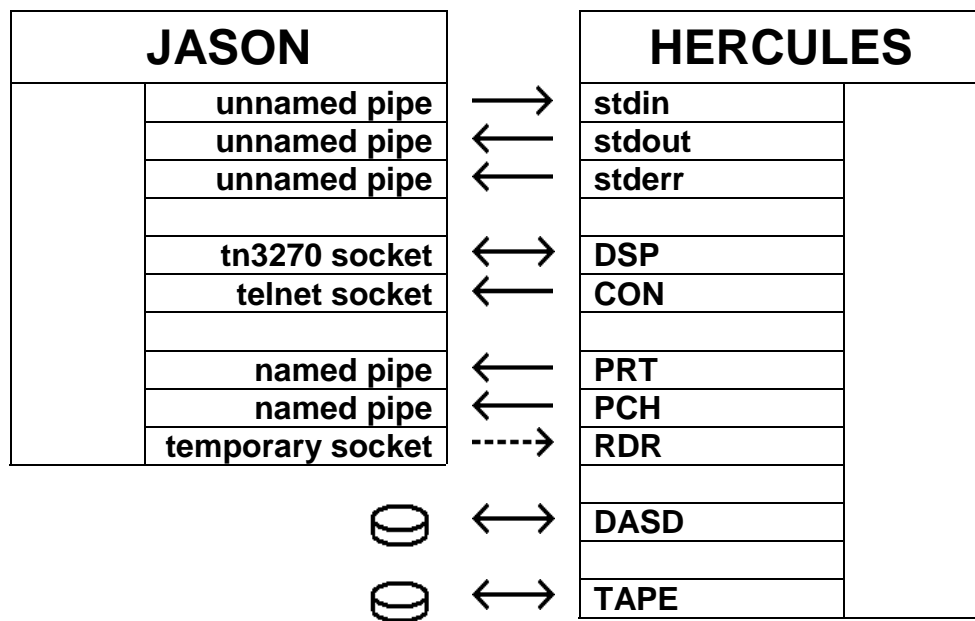 JASON HERCULES
unnamed pipe stdin
unnamed pipe stdout
unnamed pipe stderr
tn3270 socket DSP
telnet socket CON
named pipe PRT
named pipe PCH
temporary socket RDR
DASD
TAPE